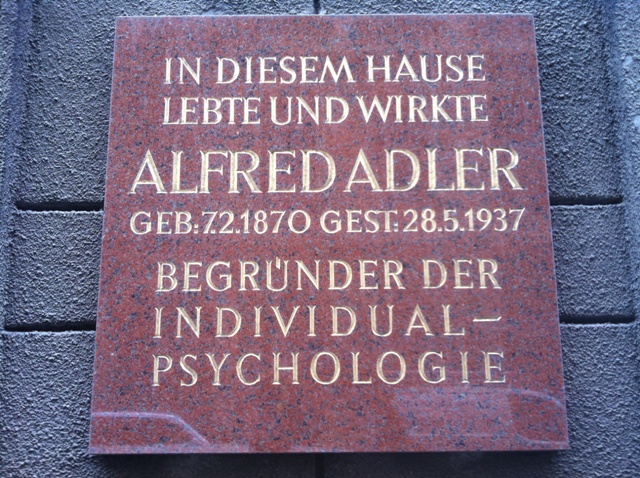 IN DIESEM HAUSE
LEBTE UND WIRKTE
ALFRED ADLER
GEB: 7.2.1870 GEST: 28.5.1937
BEGRÜNDER DER
INDIVIDUAL–
PSYCHOLOGIE